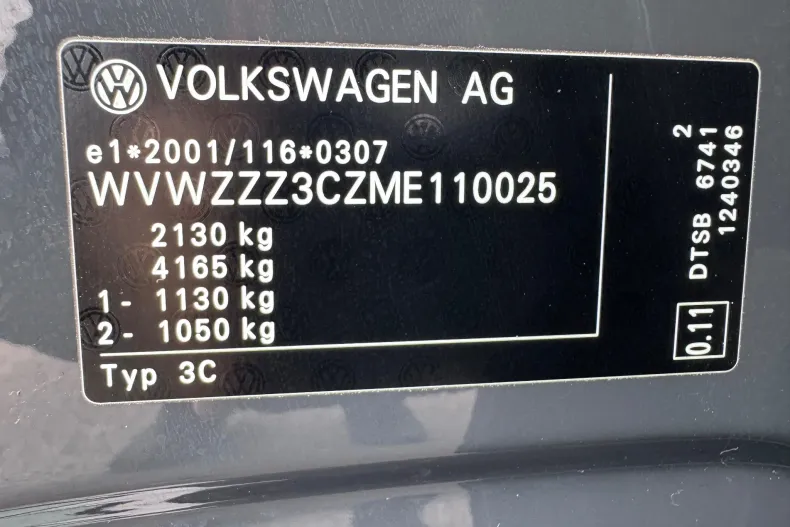 VOLKSWAGEN AG
e1*2001/116*0307
WVWZZZ3CZME110025
2130 kg
4165 kg
1- 1130 kg
2- 1050 kg
Typ 3C
DTSB 6741 2
1240346
0.11